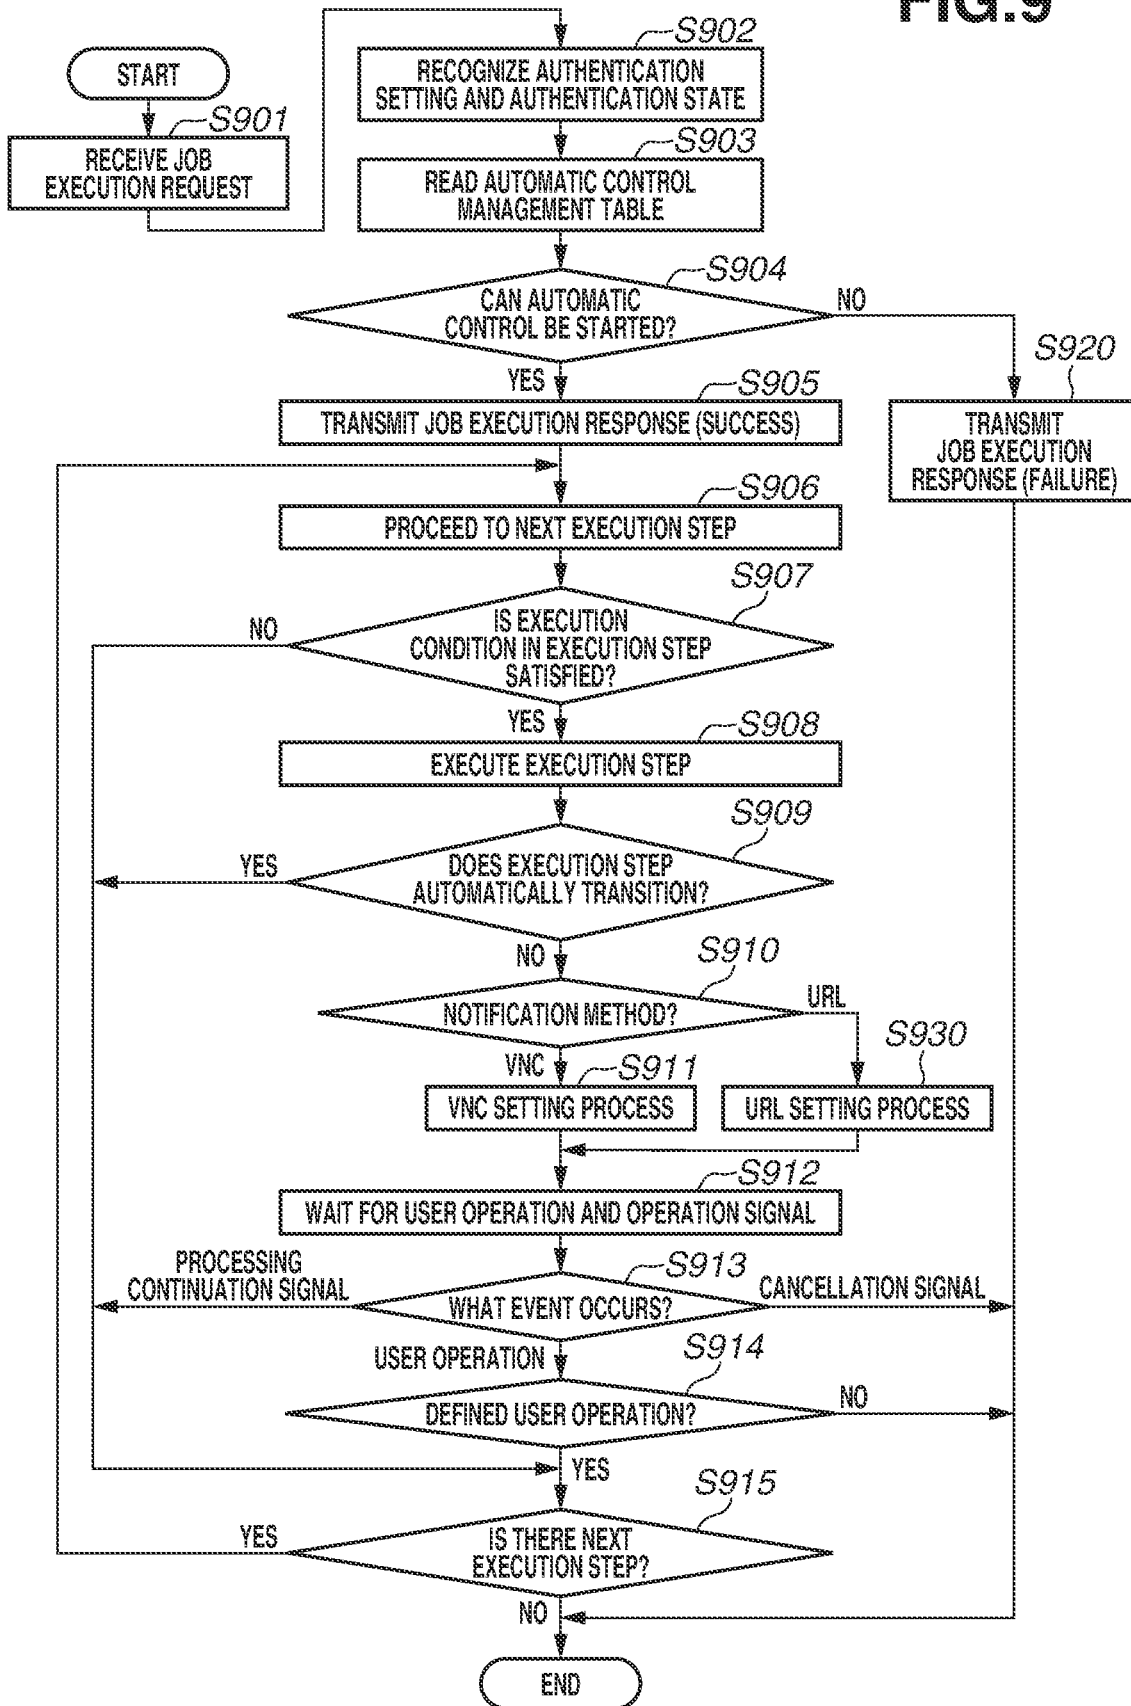 FIG.9
START
S901
RECEIVE JOB
EXECUTION REQUEST
S902
RECOGNIZE AUTHENTICATION
SETTING AND AUTHENTICATION STATE
S903
READ AUTOMATIC CONTROL
MANAGEMENT TABLE
S904
CAN AUTOMATIC
CONTROL BE STARTED?
NO
YES
S920
TRANSMIT
JOB EXECUTION
RESPONSE (FAILURE)
S905
TRANSMIT JOB EXECUTION RESPONSE (SUCCESS)
S906
PROCEED TO NEXT EXECUTION STEP
S907
IS EXECUTION
CONDITION IN EXECUTION STEP
SATISFIED?
NO
YES
S908
EXECUTE EXECUTION STEP
S909
DOES EXECUTION STEP
AUTOMATICALLY TRANSITION?
YES
NO
S910
NOTIFICATION METHOD?
URL
VNC
S911
VNC SETTING PROCESS
S930
URL SETTING PROCESS
S912
WAIT FOR USER OPERATION AND OPERATION SIGNAL
S913
WHAT EVENT OCCURS?
PROCESSING
CONTINUATION SIGNAL
CANCELLATION SIGNAL
USER OPERATION
S914
DEFINED USER OPERATION?
NO
YES
S915
IS THERE NEXT
EXECUTION STEP?
YES
NO
END